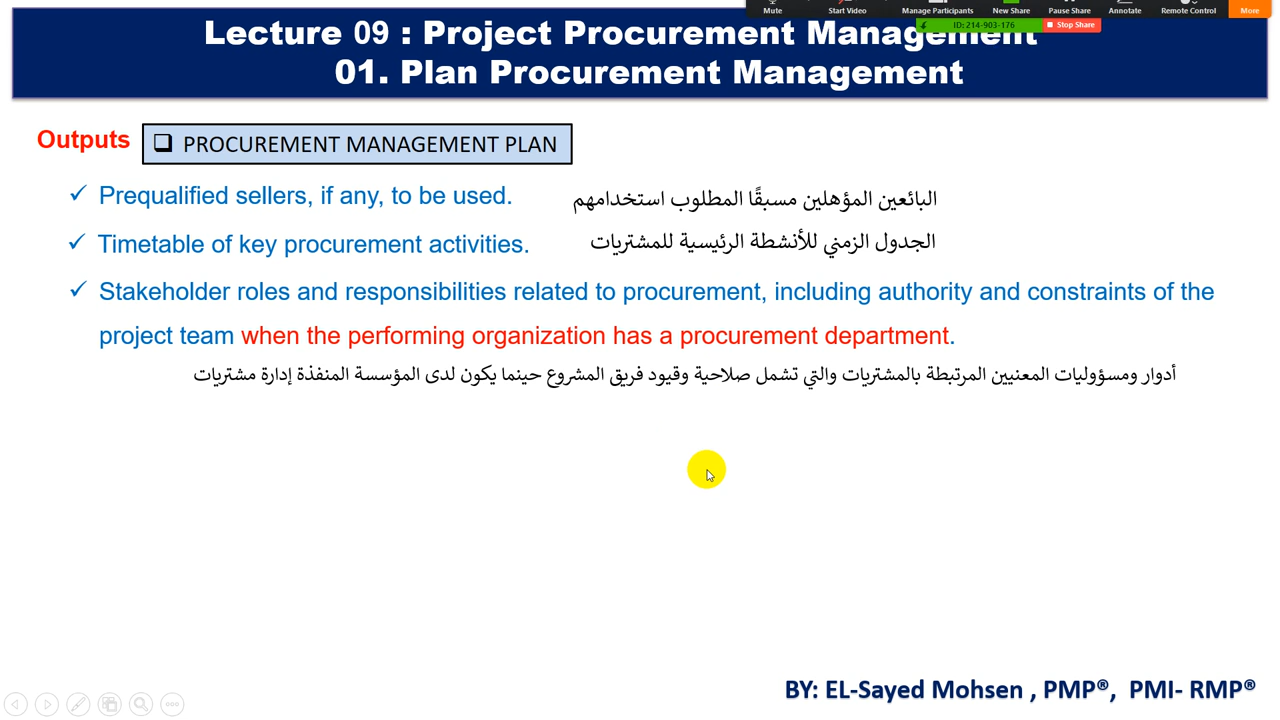 Mute
Start Video
Manage Participants
New Share
Pause Share
Annotate
Remote Control
More
ID: 214-903-176
Stop Share
Lecture 09 : Project Procurement Management
01. Plan Procurement Management
Outputs
❑ PROCUREMENT MANAGEMENT PLAN
✓ Prequalified sellers, if any, to be used.
البائعين المؤهلين مسبقًا المطلوب استخدامهم
✓ Timetable of key procurement activities.
الجدول الزمني للأنشطة الرئيسية للمشتريات
✓ Stakeholder roles and responsibilities related to procurement, including authority and constraints of the
project team when the performing organization has a procurement department.
أدوار ومسؤوليات المعنيين المرتبطة بالمشتريات والتي تشمل صلاحية وقيود فريق المشروع حينما يكون لدى المؤسسة المنفذة إدارة مشتريات
BY: EL-Sayed Mohsen , PMP®, PMI- RMP®